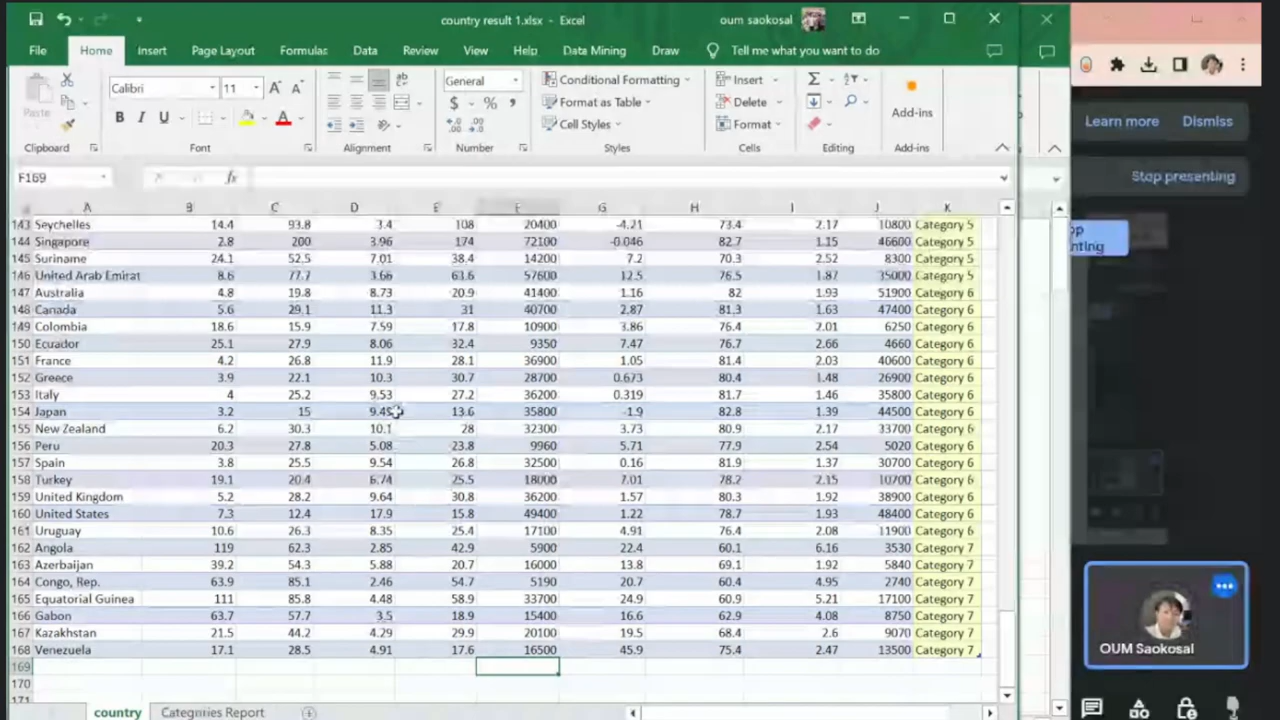 country result 1.xlsx - Excel
oum saokosal
File Home Insert Page Layout Formulas Data Review View Help Data Mining Draw Tell me what you want to do
Paste
Calibri 11
B I U
General
$ % ,
Conditional Formatting
Format as Table
Cell Styles
Insert
Delete
Format
Add-ins
Clipboard Font Alignment Number Styles Cells Editing Add-ins
Learn more Dismiss
Stop presenting
F169 fx
A B C D E F G H I J K
143 Seychelles 14.4 93.8 3.4 108 20400 -4.21 73.4 2.17 10800 Category 5
144 Singapore 2.8 200 3.96 174 72100 -0.046 82.7 1.15 46600 Category 5
145 Suriname 24.1 52.5 7.01 38.4 14200 7.2 70.3 2.52 8300 Category 5
146 United Arab Emirat 8.6 77.7 3.66 63.6 57600 12.5 76.5 1.87 35000 Category 5
147 Australia 4.8 19.8 8.73 20.9 41400 1.16 82 1.93 51900 Category 6
148 Canada 5.6 29.1 11.3 31 40700 2.87 81.3 1.63 47400 Category 6
149 Colombia 18.6 15.9 7.59 17.8 10900 3.86 76.4 2.01 6250 Category 6
150 Ecuador 25.1 27.9 8.06 32.4 9350 7.47 76.7 2.66 4660 Category 6
151 France 4.2 26.8 11.9 28.1 36900 1.05 81.4 2.03 40600 Category 6
152 Greece 3.9 22.1 10.3 30.7 28700 0.673 80.4 1.48 26900 Category 6
153 Italy 4 25.2 9.53 27.2 36200 0.319 81.7 1.46 35800 Category 6
154 Japan 3.2 15 9.49 13.6 35800 -1.9 82.8 1.39 44500 Category 6
155 New Zealand 6.2 30.3 10.1 28 32300 3.73 80.9 2.17 33700 Category 6
156 Peru 20.3 27.8 5.08 23.8 9960 5.71 77.9 2.54 5020 Category 6
157 Spain 3.8 25.5 9.54 26.8 32500 0.16 81.9 1.37 30700 Category 6
158 Turkey 19.1 20.4 6.74 25.5 18000 7.01 78.2 2.15 10700 Category 6
159 United Kingdom 5.2 28.2 9.64 30.8 36200 1.57 80.3 1.92 38900 Category 6
160 United States 7.3 12.4 17.9 15.8 49400 1.22 78.7 1.93 48400 Category 6
161 Uruguay 10.6 26.3 8.35 25.4 17100 4.91 76.4 2.08 11900 Category 6
162 Angola 119 62.3 2.85 42.9 5900 22.4 60.1 6.16 3530 Category 7
163 Azerbaijan 39.2 54.3 5.88 20.7 16000 13.8 69.1 1.92 5840 Category 7
164 Congo, Rep. 63.9 85.1 2.46 54.7 5190 20.7 60.4 4.95 2740 Category 7
165 Equatorial Guinea 111 85.8 4.48 58.9 33700 24.9 60.9 5.21 17100 Category 7
166 Gabon 63.7 57.7 3.5 18.9 15400 16.6 62.9 4.08 8750 Category 7
167 Kazakhstan 21.5 44.2 4.29 29.9 20100 19.5 68.4 2.6 9070 Category 7
168 Venezuela 17.1 28.5 4.91 17.6 16500 45.9 75.4 2.47 13500 Category 7
169
170
171
country Categories Report
OUM Saokosal